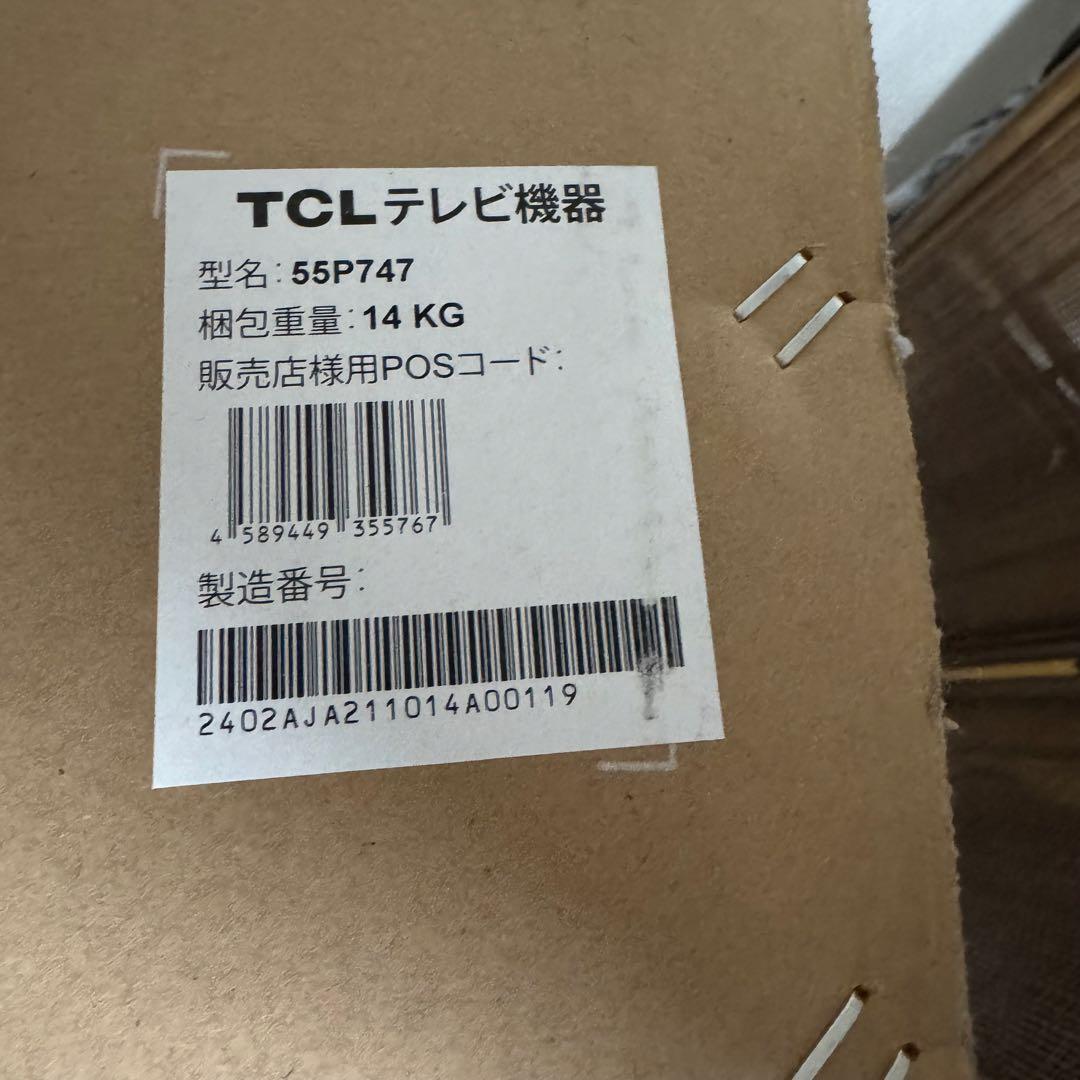 TCLテレビ機器
型名: 55P747
梱包重量: 14 KG
販売店様用POSコード:
4 589449 355767
製造番号:
2402AJA211014A00119